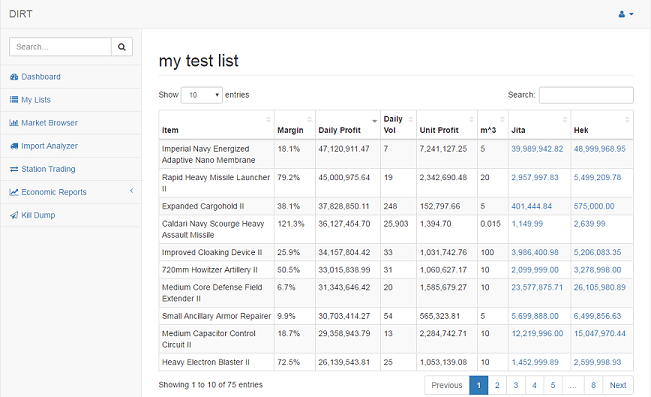 DIRT
Search...
Dashboard
My Lists
Market Browser
Import Analyzer
Station Trading
Economic Reports
Kill Dump
my test list
Show 10 entries Search:
Item Margin Daily Profit Daily Vol Unit Profit m^3 Jita Hek
Imperial Navy Energized Adaptive Nano Membrane 18.1% 47,120,911.47 7 7,241,127.25 5 39,989,942.82 48,999,968.95
Rapid Heavy Missile Launcher II 79.2% 45,000,975.64 19 2,342,690.48 20 2,957,997.83 5,499,209.78
Expanded Cargohold II 38.1% 37,828,850.11 248 152,797.66 5 401,444.84 575,000.00
Caldari Navy Scourge Heavy Assault Missile 121.3% 36,127,454.70 25,903 1,394.70 0.015 1,149.99 2,639.99
Improved Cloaking Device II 25.9% 34,157,804.42 33 1,031,742.76 100 3,986,400.98 5,206,083.35
720mm Howitzer Artillery II 50.5% 33,015,838.99 31 1,060,627.17 10 2,099,999.00 3,278,998.00
Medium Core Defense Field Extender II 6.7% 31,343,646.42 20 1,585,679.27 10 23,577,875.71 26,105,980.89
Small Ancillary Armor Repairer 9.9% 30,703,414.27 54 565,323.81 5 5,699,888.00 6,499,856.63
Medium Capacitor Control Circuit II 18.7% 29,358,943.79 13 2,284,742.71 10 12,219,996.00 15,047,970.44
Heavy Electron Blaster II 72.5% 26,139,543.81 25 1,053,139.08 10 1,452,999.89 2,599,998.93
Showing 1 to 10 of 75 entries Previous 1 2 3 4 5 ... 8 Next